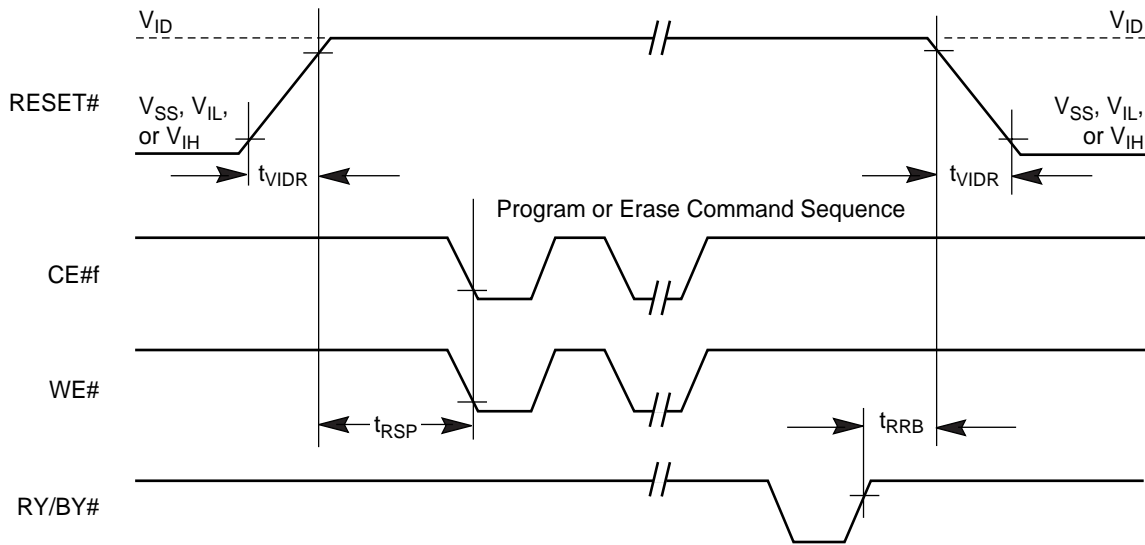 V_ID
V_ID
RESET#
V_SS, V_IL,
or V_IH
V_SS, V_IL,
or V_IH
t_VIDR
t_VIDR
Program or Erase Command Sequence
CE#f
WE#
t_RSP
t_RRB
RY/BY#